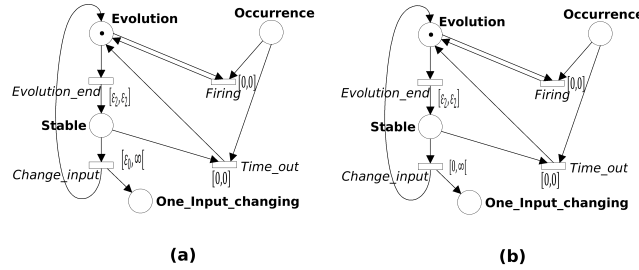 Evolution
Occurrence
[0,0]
Firing
Evolution_end
[ε₂,ε₂]
Stable
Time_out
[0,0]
Change_input
[ε₀,∞[
One_Input_changing
(a)
Evolution
Occurrence
[0,0]
Firing
Evolution_end
[ε₂,ε₂]
Stable
Time_out
[0,0]
Change_input
[0,∞[
One_Input_changing
(b)